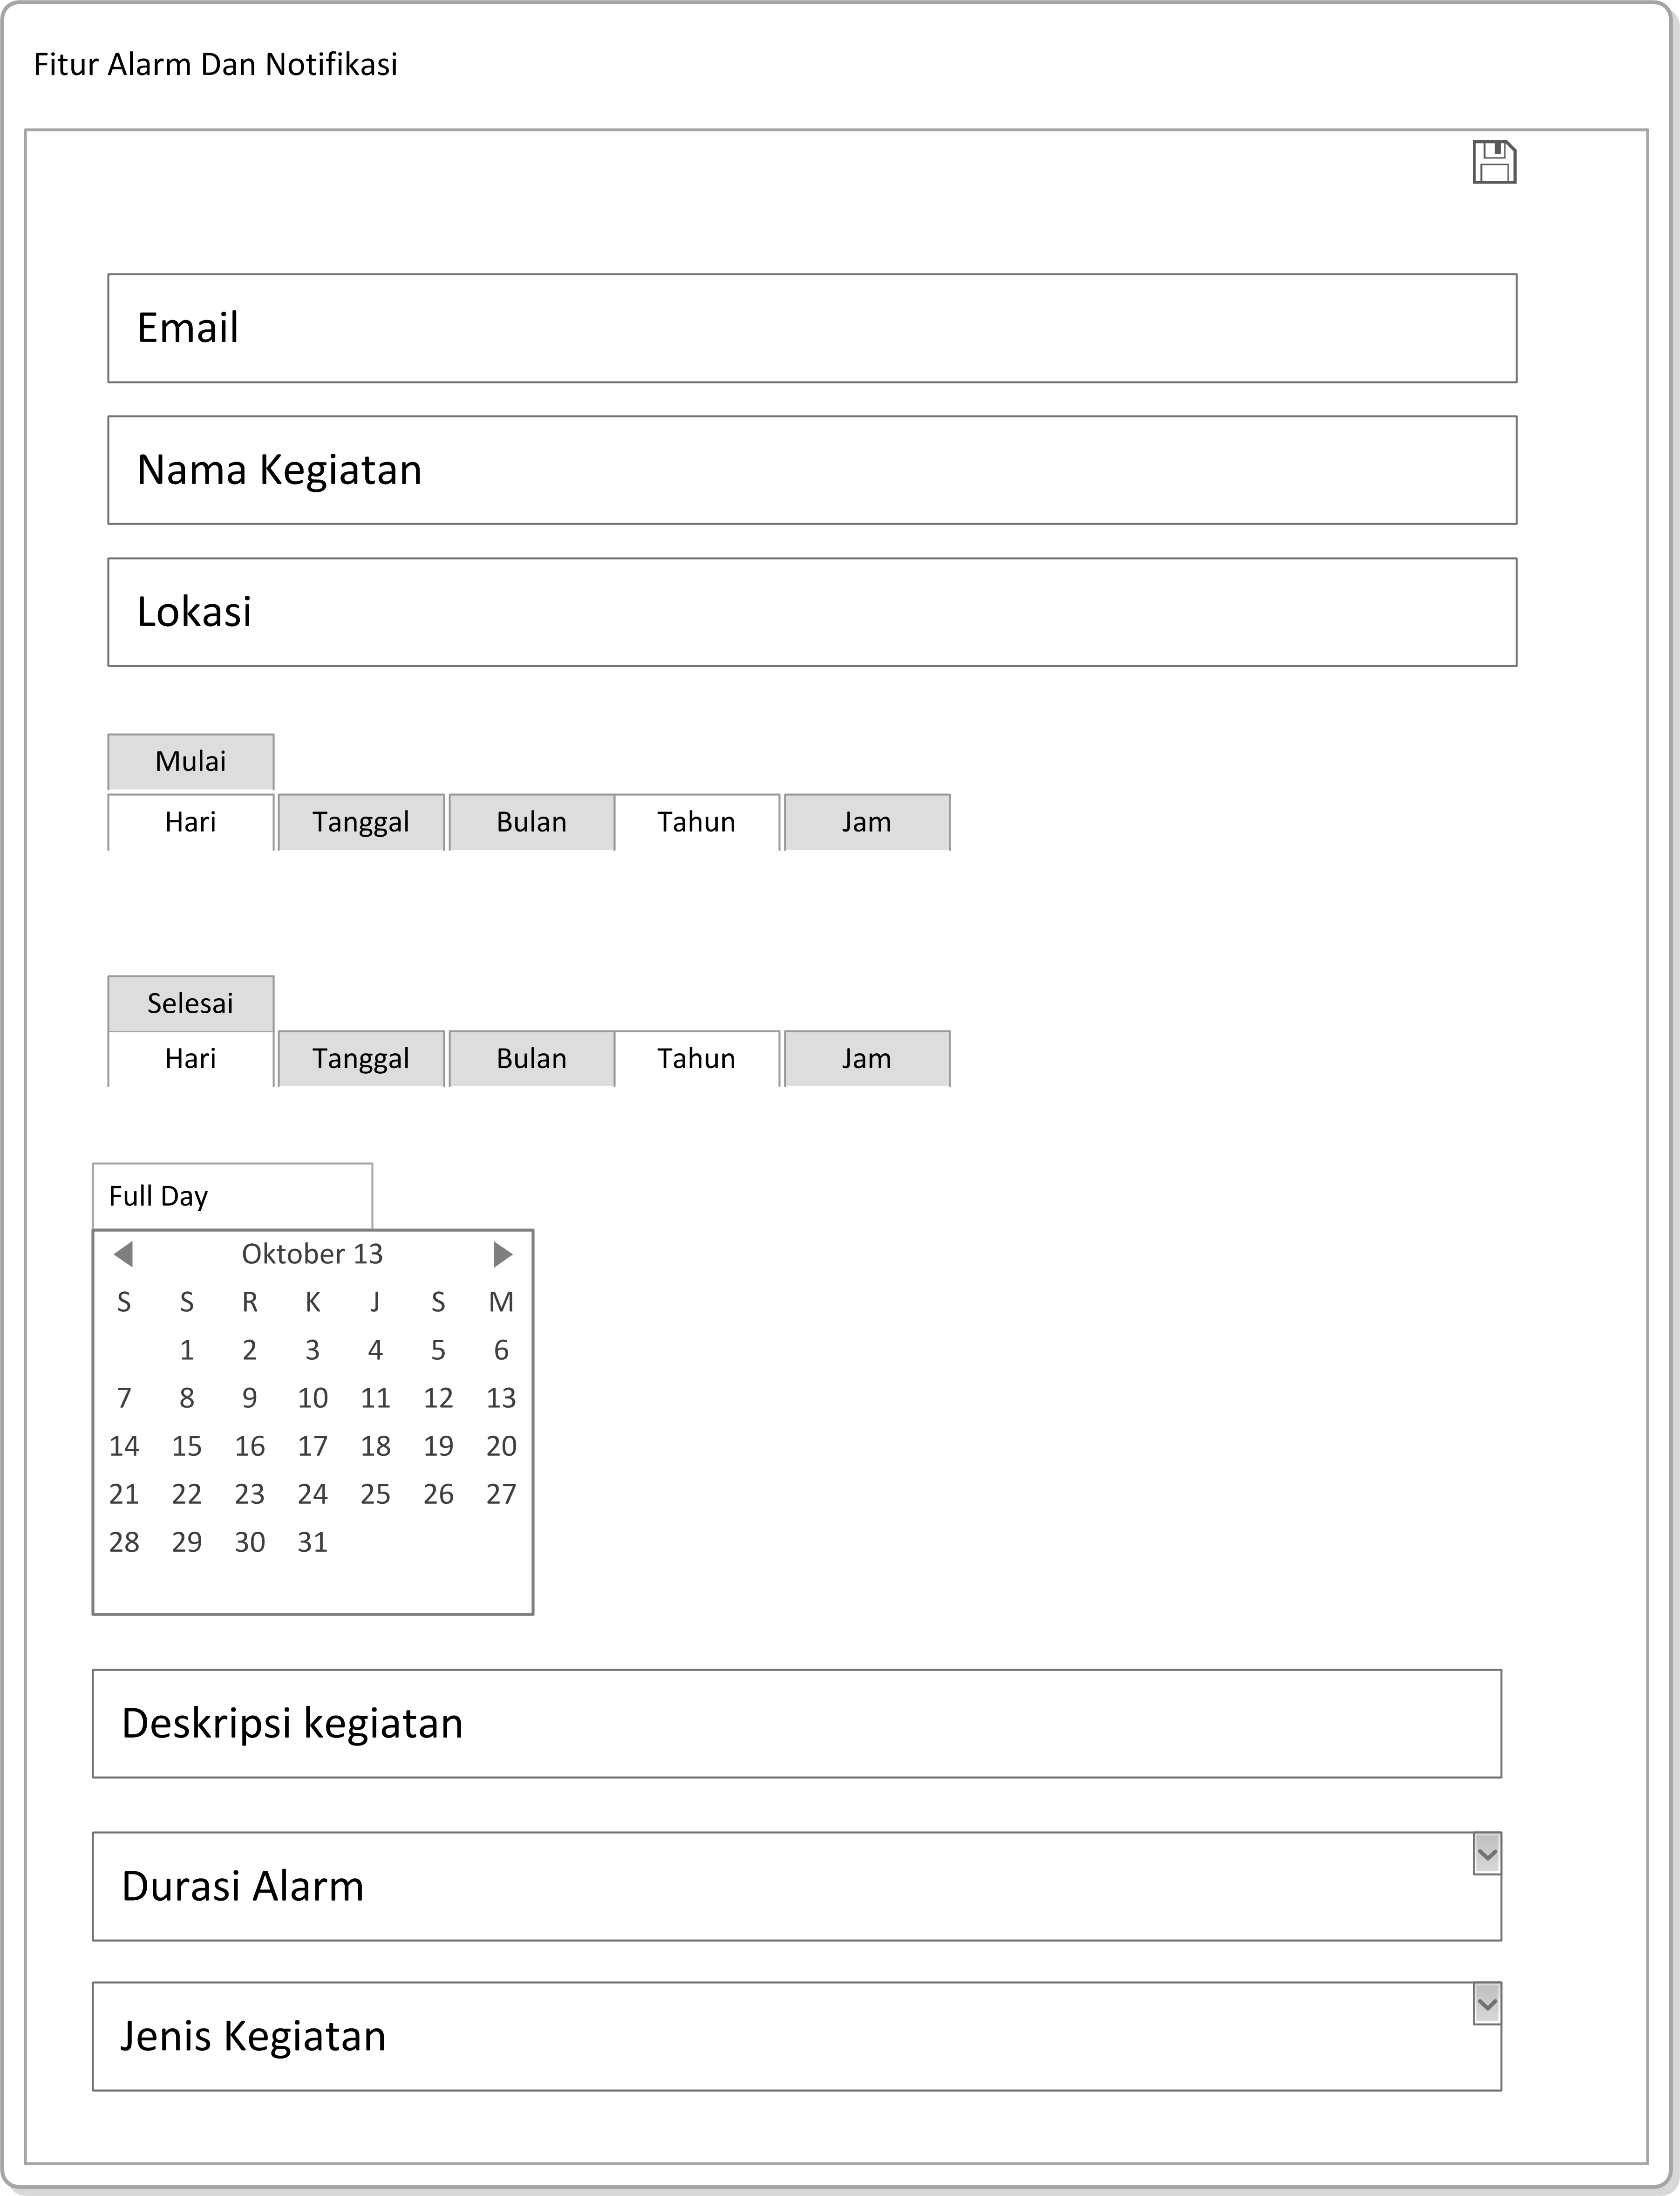 Fitur Alarm Dan Notifikasi
Email
Nama Kegiatan
Lokasi
Mulai
Hari Tanggal Bulan Tahun Jam
Selesai
Hari Tanggal Bulan Tahun Jam
Full Day
Oktober 13
S S R K J S M
1 2 3 4 5 6
7 8 9 10 11 12 13
14 15 16 17 18 19 20
21 22 23 24 25 26 27
28 29 30 31
Deskripsi kegiatan
Durasi Alarm
Jenis Kegiatan